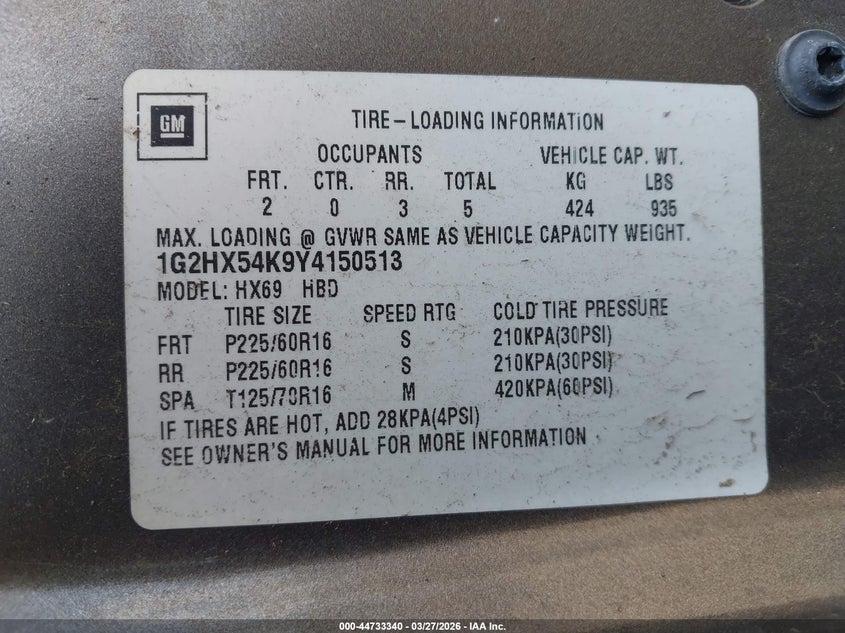 GM
TIRE-LOADING INFORMATION
OCCUPANTS VEHICLE CAP. WT.
FRT. CTR. RR. TOTAL KG LBS
2 0 3 5 424 935
MAX. LOADING @ GVWR SAME AS VEHICLE CAPACITY WEIGHT.
1G2HX54K9Y4150513
MODEL: HX69 HBD
TIRE SIZE SPEED RTG COLD TIRE PRESSURE
FRT P225/60R16 S 210KPA(30PSI)
RR P225/60R16 S 210KPA(30PSI)
SPA T125/70R16 M 420KPA(60PSI)
IF TIRES ARE HOT, ADD 28KPA(4PSI)
SEE OWNER'S MANUAL FOR MORE INFORMATION
000-44733340 | 03/27/2026 - IAA Inc.